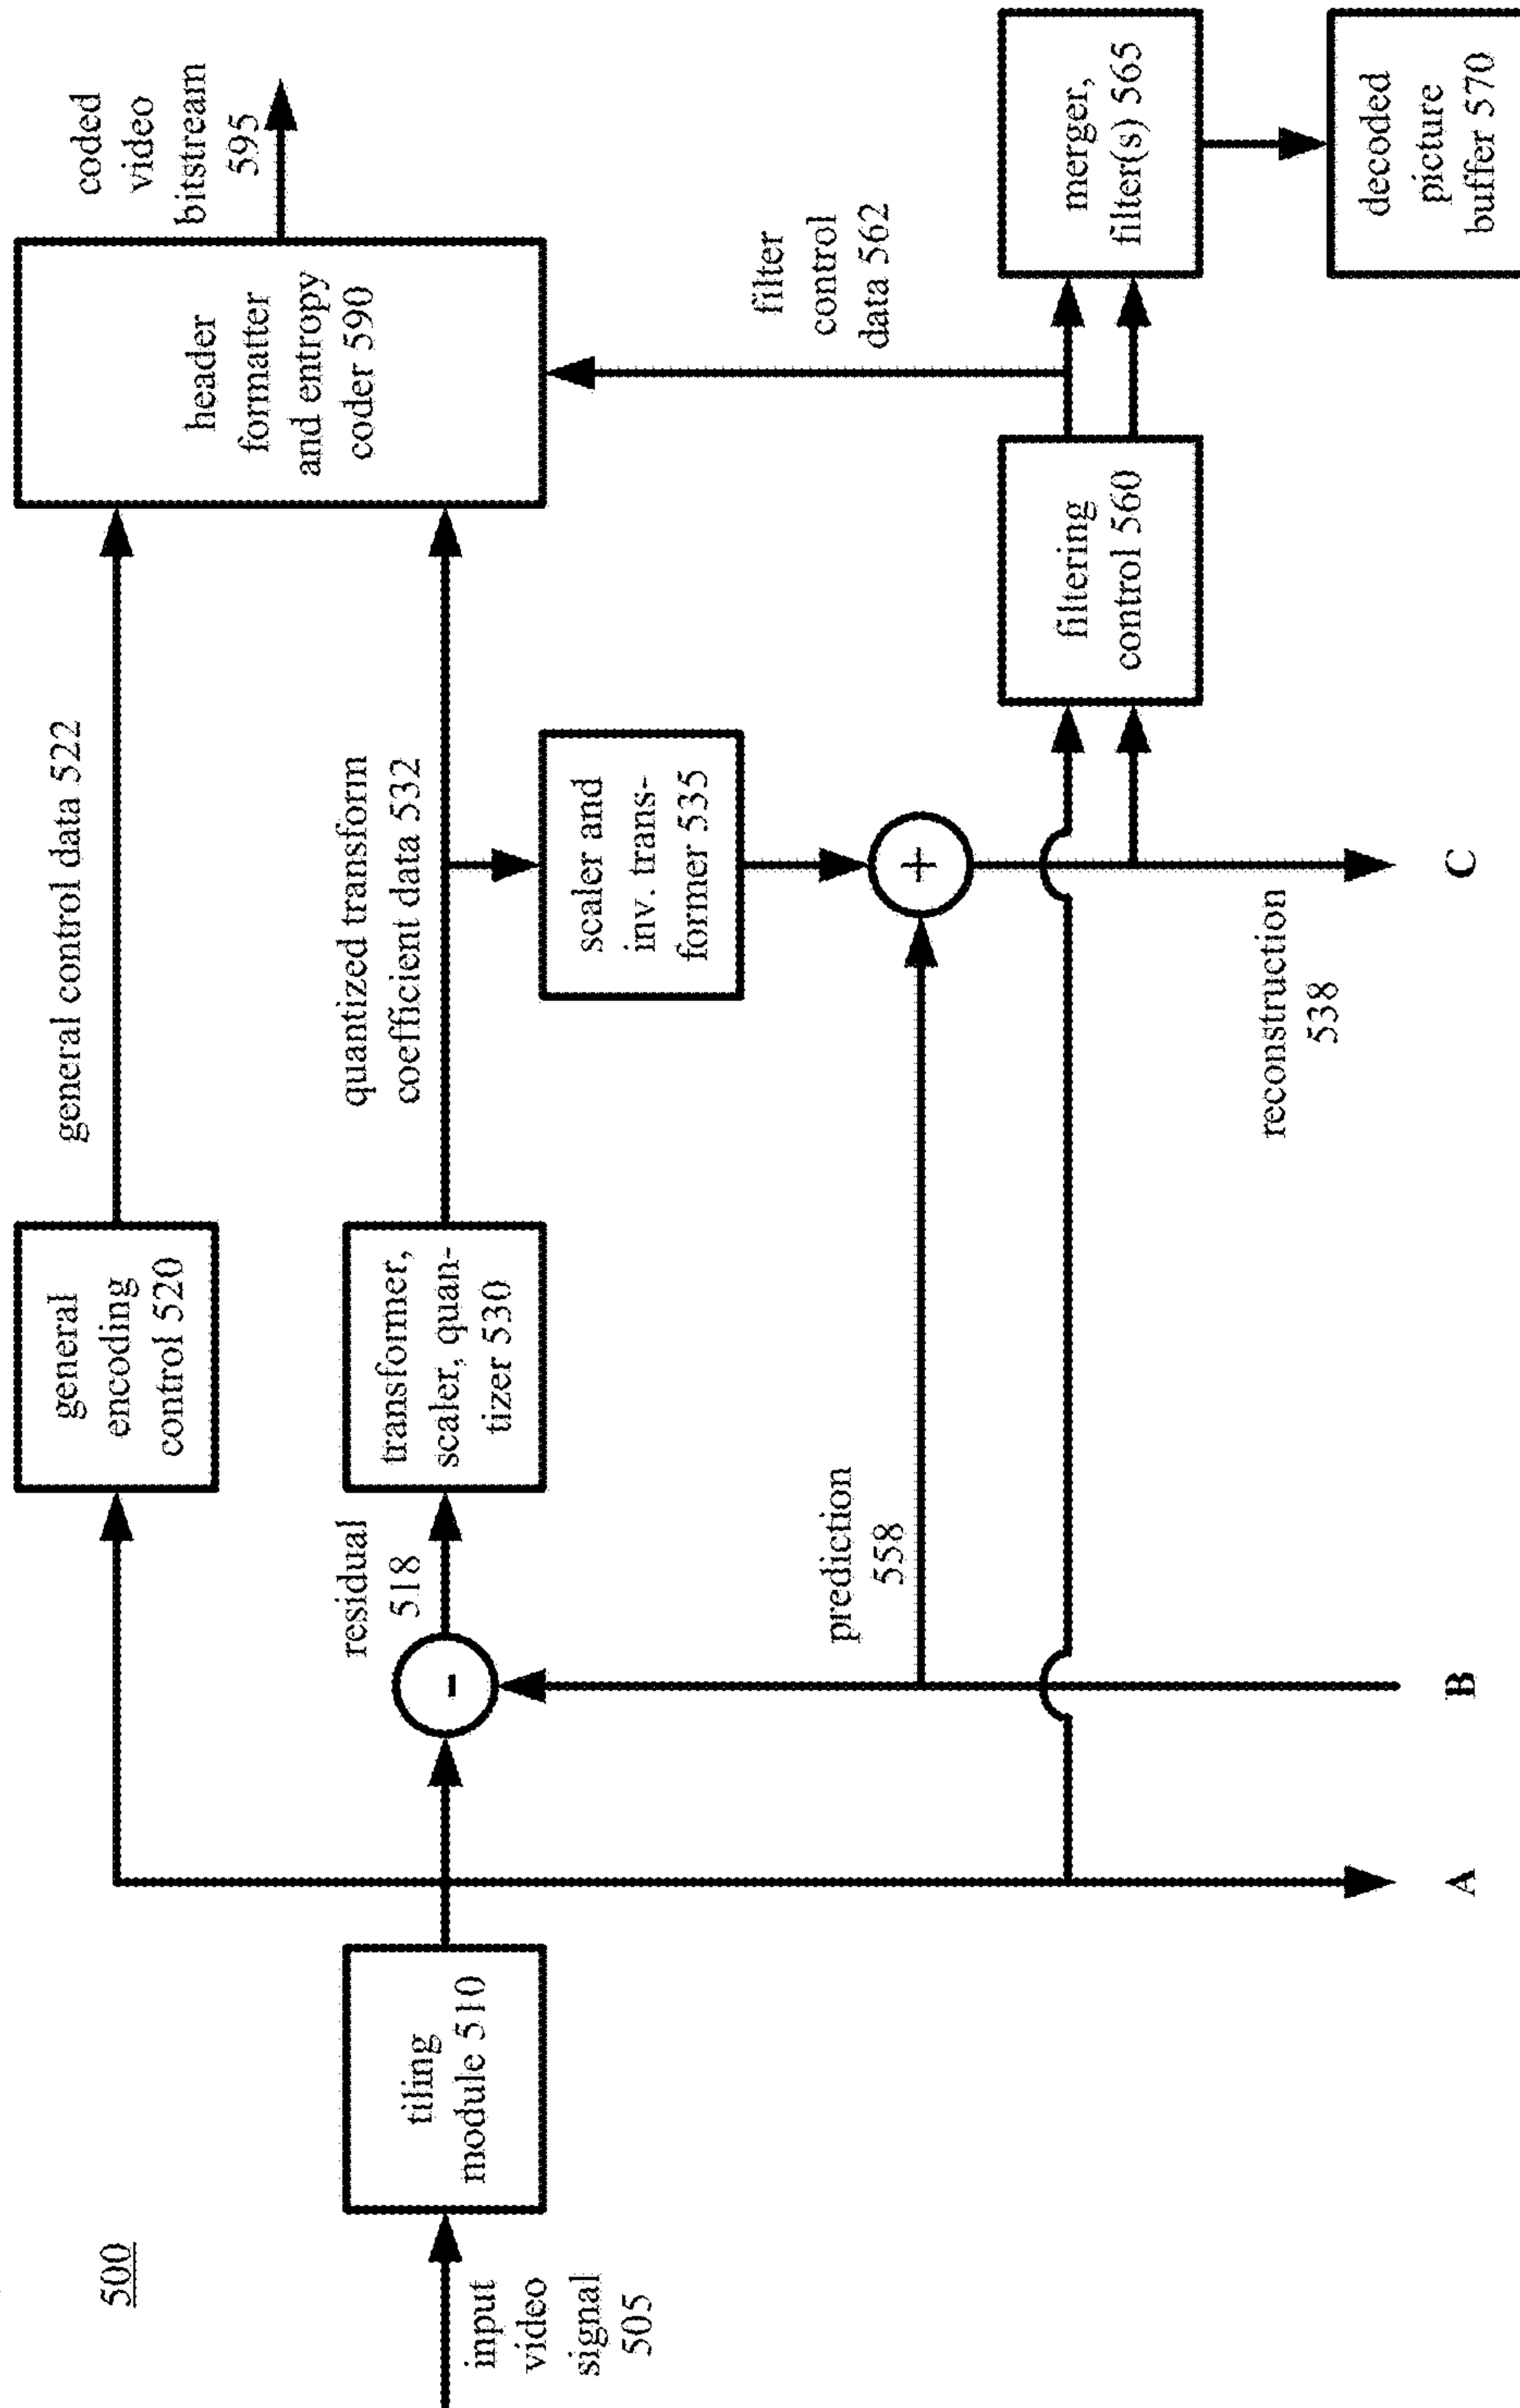 500
input
video
signal
505
tiling
module 510
general
encoding
control 520
general control data 522
residual
518
-
transformer,
scaler, quan-
tizer 530
quantized transform
coefficient data 532
header
formatter
and entropy
coder 590
coded
video
bitstream
595
scaler and
inv. trans-
former 535
prediction
558
+
filtering
control 560
filter
control
data 562
merger,
filter(s) 565
decoded
picture
buffer 570
reconstruction
538
A
B
C